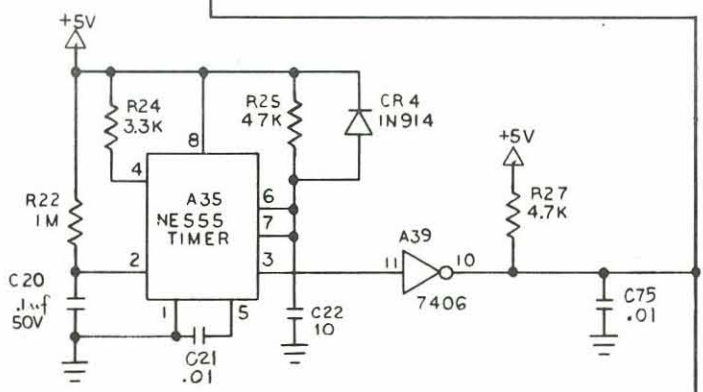 +5V
R24
3.3K
R25
47K
CR4
1N914
8
4
+5V
R22
1M
A35
NE555
TIMER
6
7
R27
4.7K
2
3
A39
11
10
7406
C20
.1uf
50V
1
5
C21
.01
C22
10
C75
.01